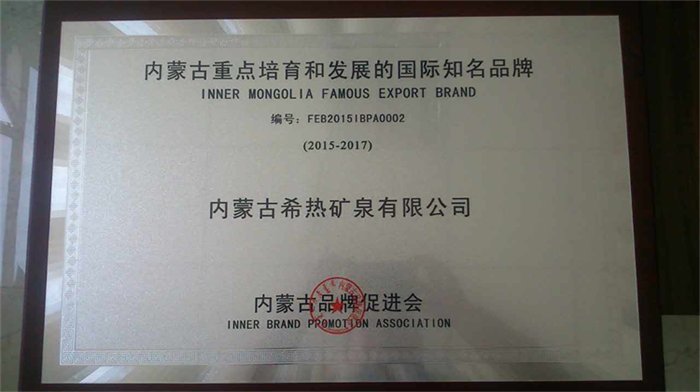 内蒙古重点培育和发展的国际知名品牌
INNER MONGOLIA FAMOUS EXPORT BRAND
编号：FEB2015IBPA0002
(2015-2017)
内蒙古希热矿泉有限公司
内蒙古品牌促进会
INNER BRAND PROMOTION ASSOCIATION